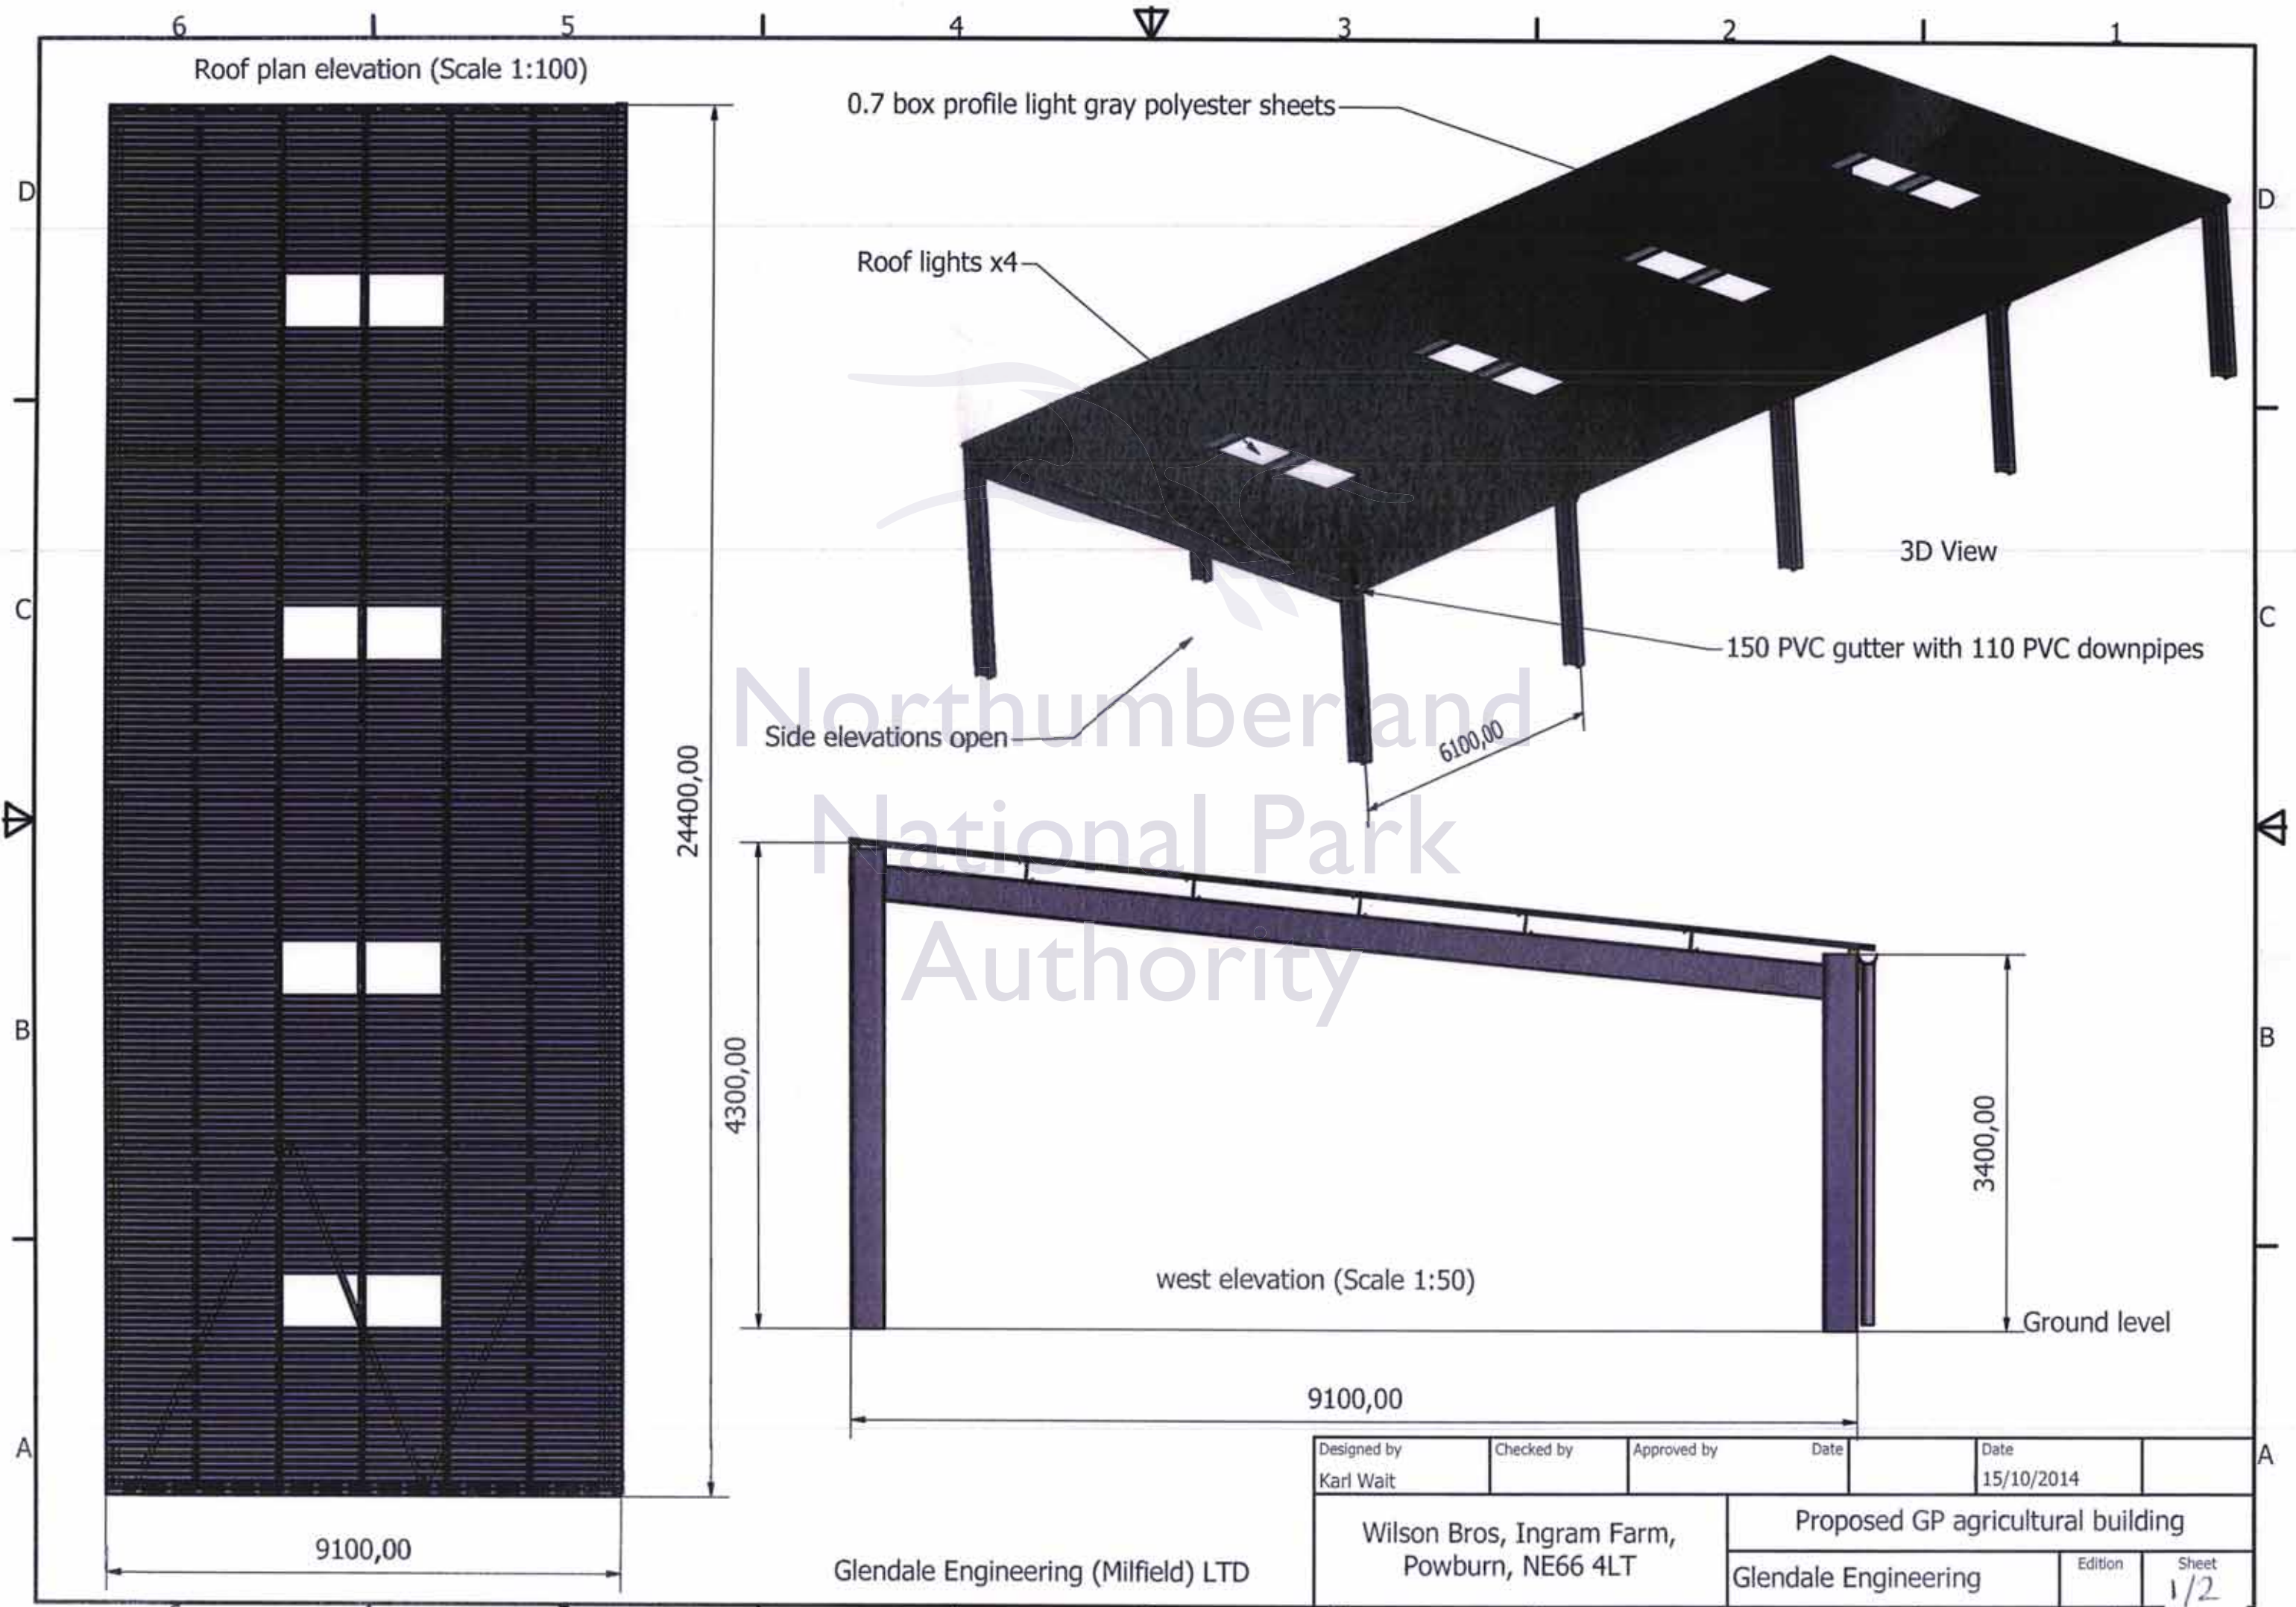 6 5 4 3 2 1
Roof plan elevation (Scale 1:100)
0.7 box profile light gray polyester sheets
D D
Roof lights x4
3D View
C C
150 PVC gutter with 110 PVC downpipes
Side elevations open
6100,00
24400,00
Northumberland
National Park
Authority
B B
4300,00
3400,00
west elevation (Scale 1:50)
Ground level
9100,00
A A
9100,00
Glendale Engineering (Milfield) LTD
Designed by Checked by Approved by Date Date
Karl Wait 15/10/2014
Wilson Bros, Ingram Farm,
Powburn, NE66 4LT
Proposed GP agricultural building
Glendale Engineering Edition Sheet
1/2